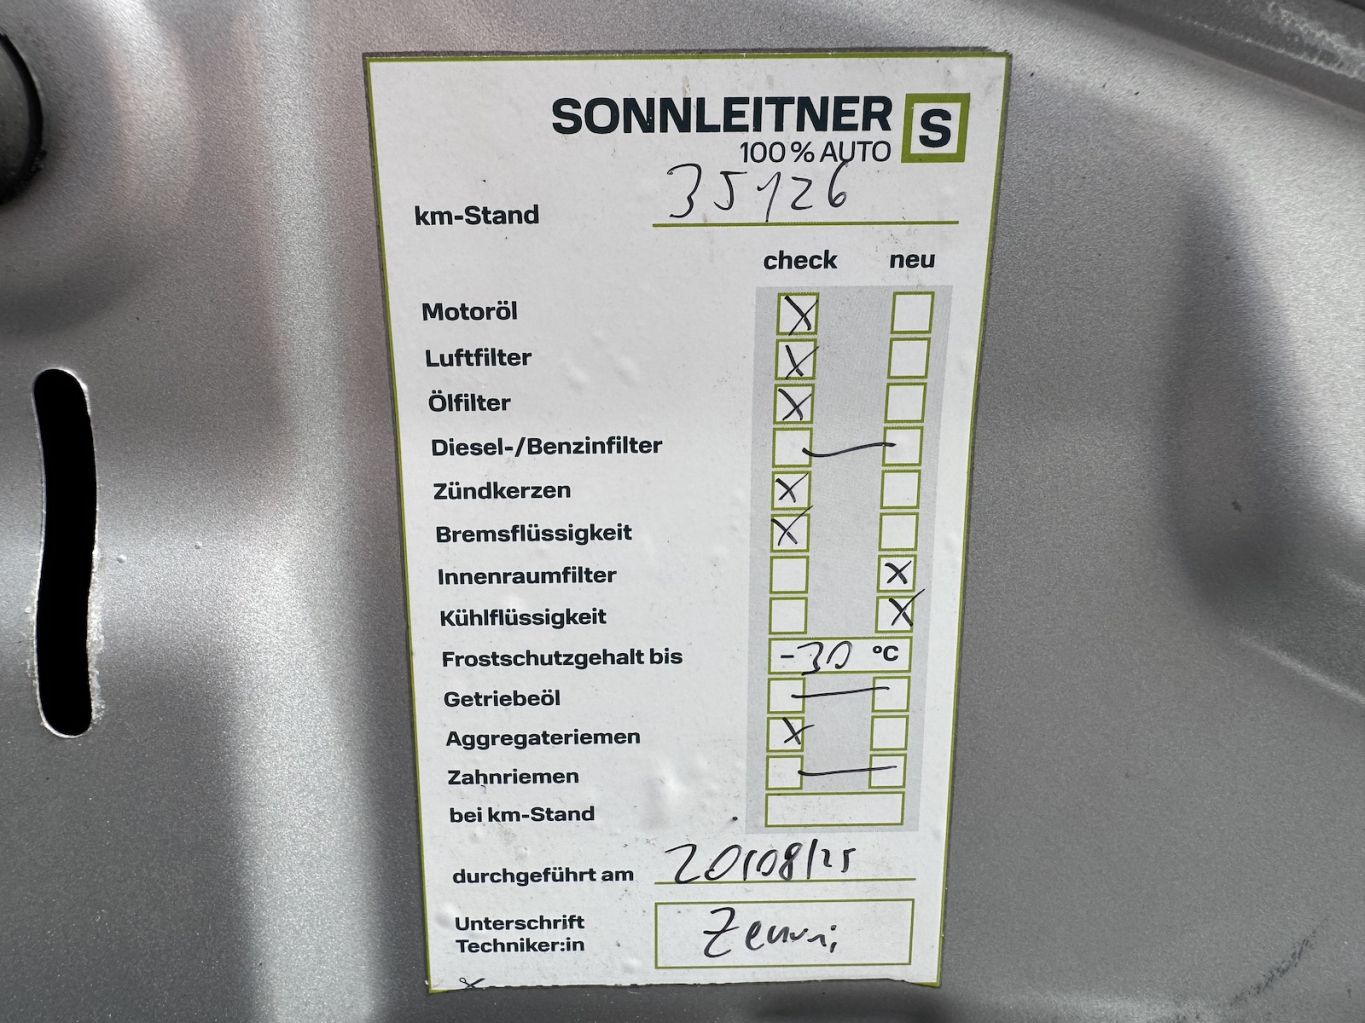 SONNLEITNER S
100% AUTO
km-Stand 35126
check neu
Motoröl X
Luftfilter X
Ölfilter X
Diesel-/Benzinfilter
Zündkerzen X
Bremsflüssigkeit X
Innenraumfilter X
Kühlflüssigkeit X
Frostschutzgehalt bis -30 °C
Getriebeöl
Aggregateriemen X
Zahnriemen
bei km-Stand
durchgeführt am 20/08/25
Unterschrift
Techniker:in